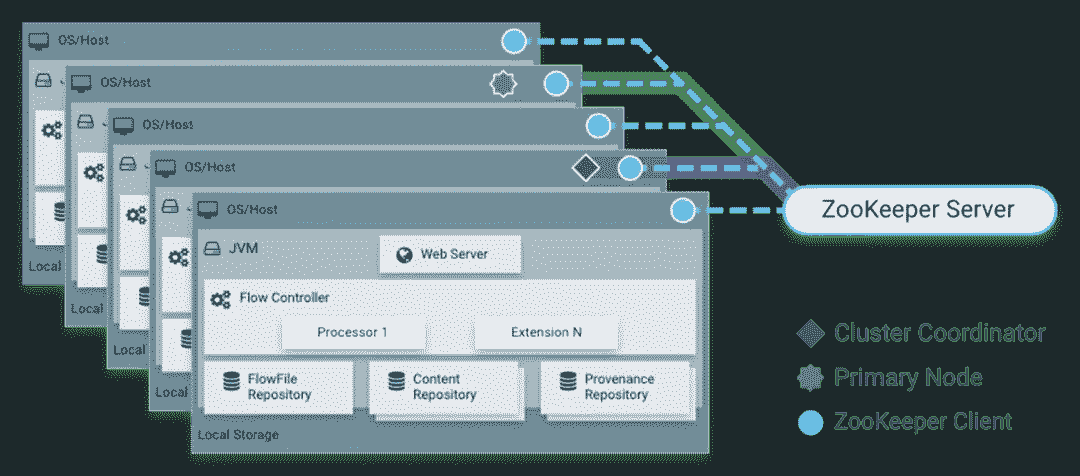 OS/Host
OS/Host
OS/Host
OS/Host
OS/Host
JVM
Web Server
Flow Controller
Processor 1
Extension N
FlowFile
Repository
Content
Repository
Provenance
Repository
Local Storage
Local
Local
Local
Local
ZooKeeper Server
Cluster Coordinator
Primary Node
ZooKeeper Client